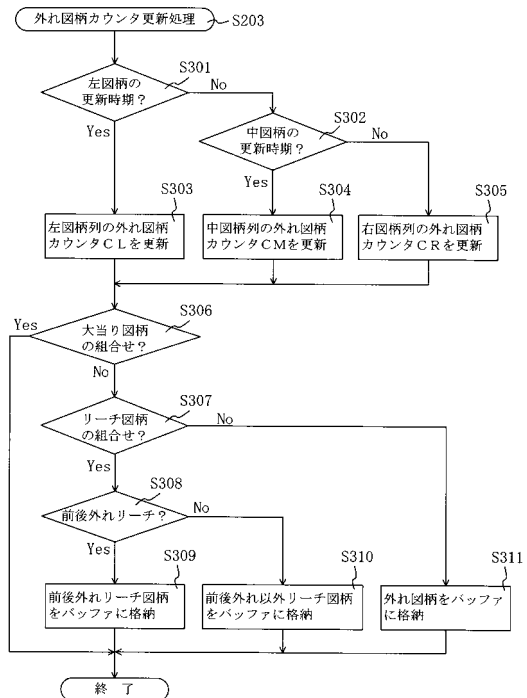 外れ図柄カウンタ更新処理
S203
左図柄の
更新時期？
S301
No
Yes
中図柄の
更新時期？
S302
No
Yes
S303
左図柄列の外れ図柄
カウンタＣＬを更新
S304
中図柄列の外れ図柄
カウンタＣＭを更新
S305
右図柄列の外れ図柄
カウンタＣＲを更新
S306
大当り図柄
の組合せ？
Yes
No
S307
リーチ図柄
の組合せ？
No
Yes
S308
前後外れリーチ？
No
Yes
S309
前後外れリーチ図柄
をバッファに格納
S310
前後外れ以外リーチ図柄
をバッファに格納
S311
外れ図柄をバッファ
に格納
終 了